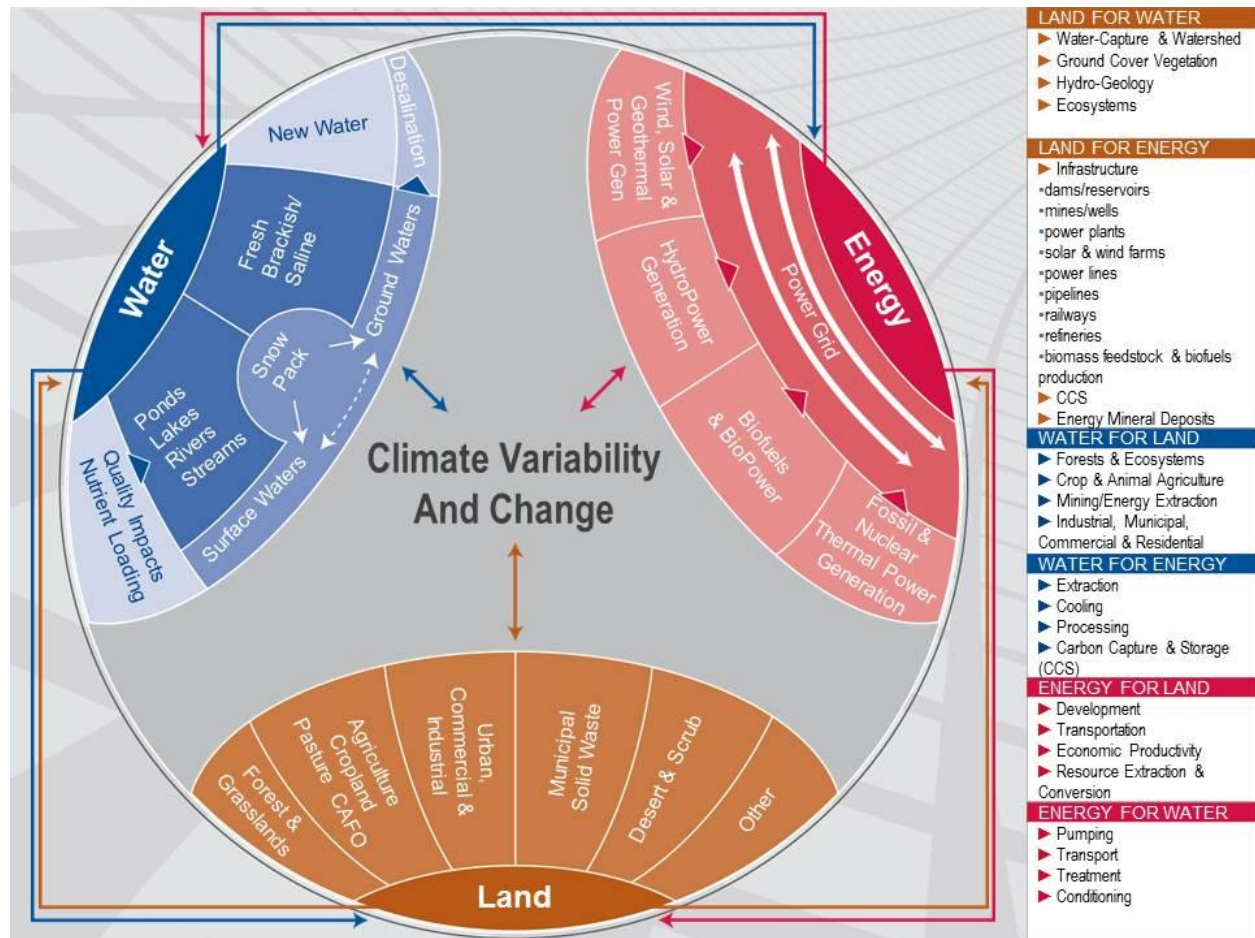 New Water
Desalination
Water
Fresh
Brackish/
Saline
Ground Waters
Snow
Pack
Ponds
Lakes
Rivers
Streams
Surface Waters
Quality Impacts
Nutrient Loading
Wind, Solar &
Geothermal
Power Gen
HydroPower
Generation
Biofuels
& BioPower
Fossil &
Nuclear
Thermal Power
Generation
Power Grid
Energy
Climate Variability
And Change
Forest &
Grasslands
Agriculture
Cropland
Pasture CAFO
Urban,
Commercial &
Industrial
Municipal
Solid Waste
Desert & Scrub
Other
Land
LAND FOR WATER
► Water-Capture & Watershed
► Ground Cover Vegetation
► Hydro-Geology
► Ecosystems
LAND FOR ENERGY
► Infrastructure
▪dams/reservoirs
▪mines/wells
▪power plants
▪solar & wind farms
▪power lines
▪pipelines
▪railways
▪refineries
▪biomass feedstock & biofuels
production
► CCS
► Energy Mineral Deposits
WATER FOR LAND
► Forests & Ecosystems
► Crop & Animal Agriculture
► Mining/Energy Extraction
► Industrial, Municipal,
Commercial & Residential
WATER FOR ENERGY
► Extraction
► Cooling
► Processing
► Carbon Capture & Storage
(CCS)
ENERGY FOR LAND
► Development
► Transportation
► Economic Productivity
► Resource Extraction &
Conversion
ENERGY FOR WATER
► Pumping
► Transport
► Treatment
► Conditioning